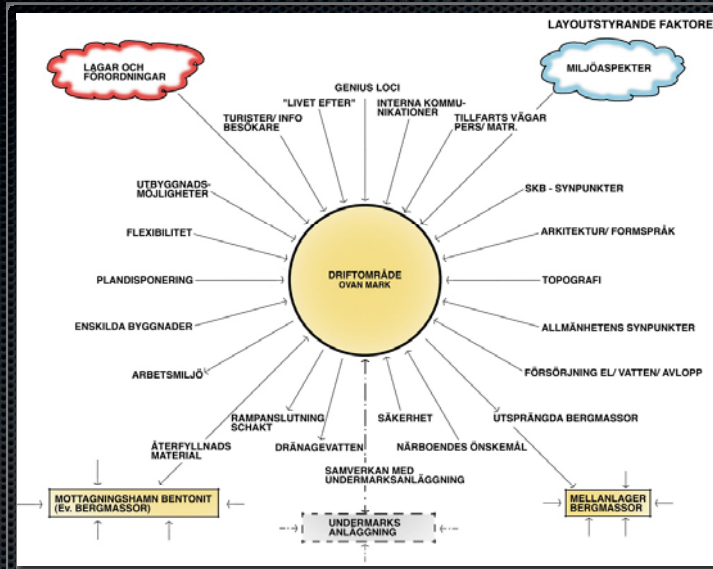 LAYOUTSTYRANDE FAKTORE
LAGAR OCH
FÖRORDNINGAR
MILJÖASPEKTER
GENIUS LOCI
"LIVET EFTER"
INTERNA KOMMU-
NIKATIONER
TURISTER/ INFO
BESÖKARE
TILLFARTS VÄGAR
PERS/ MATR.
UTBYGGNADS-
MÖJLIGHETER
SKB - SYNPUNKTER
FLEXIBILITET
ARKITEKTUR/ FORMSPRÅK
DRIFTOMRÅDE
OVAN MARK
PLANDISPONERING
TOPOGRAFI
ENSKILDA BYGGNADER
ALLMÄNHETENS SYNPUNKTER
ARBETSMILJÖ
FÖRSÖRJNING EL/ VATTEN/ AVLOPP
RAMPANSLUTNING
SCHAKT
SÄKERHET
UTSPRÄNGDA BERGMASSOR
ÅTERFYLLNADS
MATERIAL
DRÄNAGEVATTEN
NÄRBOENDES ÖNSKEMÅL
SAMVERKAN MED
UNDERMARKSANLÄGGNING
MOTTAGNINGSHAMN BENTONIT
(Ev. BERGMASSOR)
MELLANLAGER
BERGMASSOR
UNDERMARKS
ANLÄGGNING